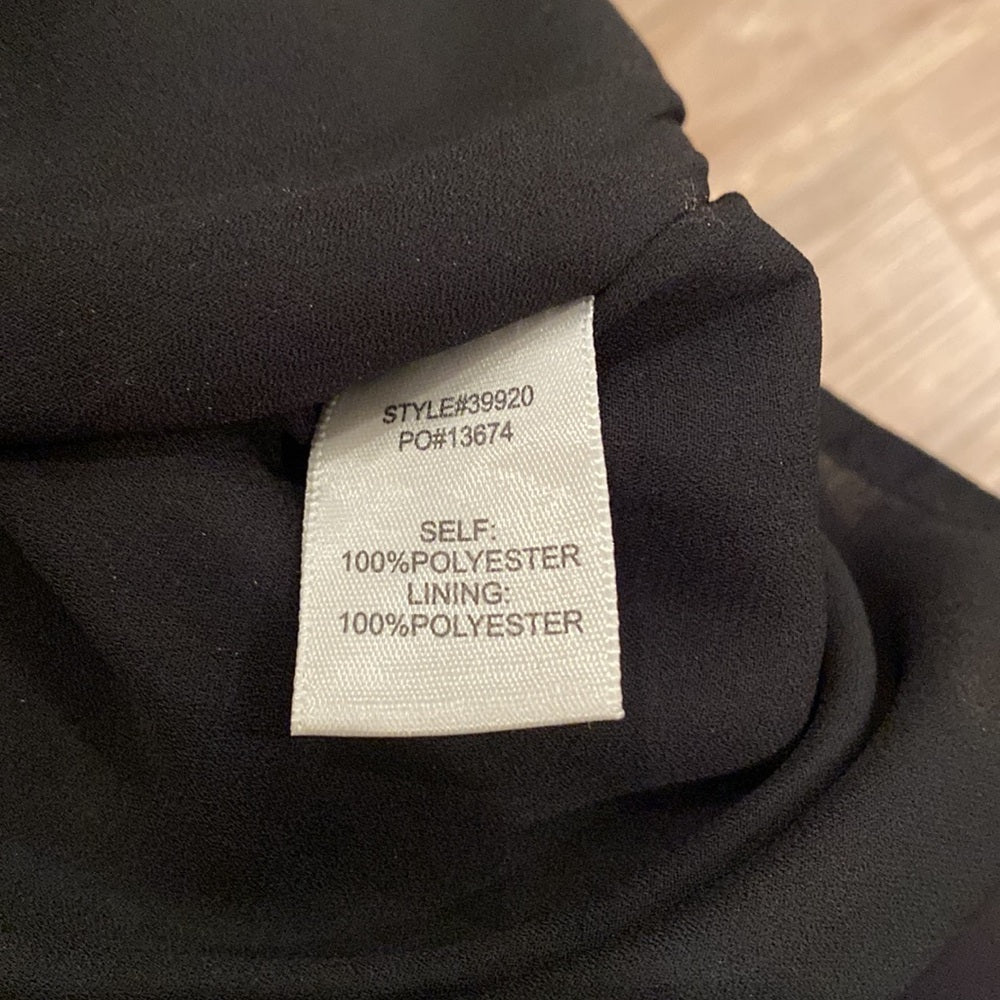 STYLE#39920
PO#13674
SELF:
100%POLYESTER
LINING:
100%POLYESTER